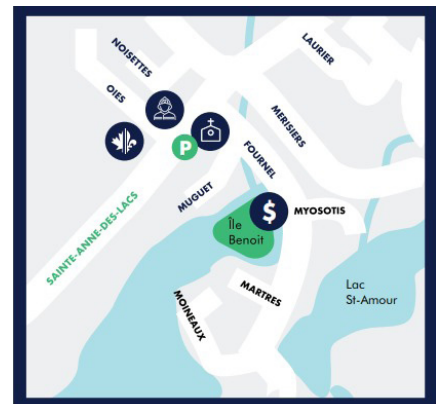 NOISETTES
LAURIER
OIES
MERISIERS
P
FOURNEL
MUGUET
SAINTE-ANNE-DES-LACS
$
MYOSOTIS
Île
Benoit
MARTRES
Lac
St-Amour
MOINEAUX